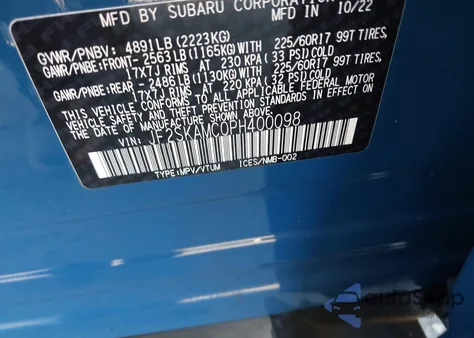 MFD BY SUBARU CORPORATION
IN 10/22
GVWR/PNBV: 4891LB (2223KG)
GAWR/PNBE:FRONT- 2563LB (1165KG) WITH 225/60R17 99T TIRES,
17X7J RIMS AT 230 KPA (33 PSI) COLD
GAWR/PNBE:REAR - 2486LB (1130KG) WITH 225/60R17 99T TIRES,
17X7J RIMS AT 220 KPA (32 PSI) COLD
THIS VEHICLE CONFORMS TO ALL APPLICABLE FEDERAL MOTOR
VEHICLE SAFETY AND THEFT PREVENTION STANDARDS IN EFFECT
ON THE DATE OF MANUFACTURE SHOWN ABOVE.
VIN: JF2SKAMC0PH400098
TYPE:MPV/VTUM ICES/NMB-002